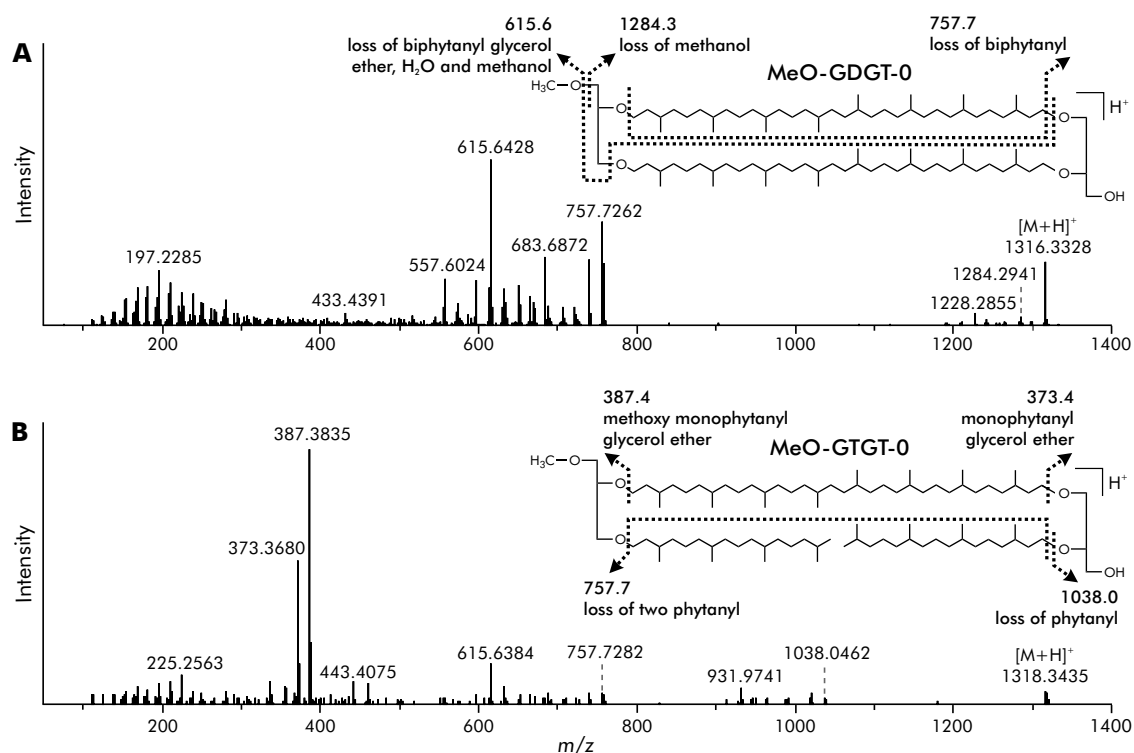 A
615.6
loss of biphytanyl glycerol
ether, H₂O and methanol
1284.3
loss of methanol
757.7
loss of biphytanyl
MeO-GDGT-0
H₃C
O
O
O
O
O
OH
H⁺
Intensity
197.2285
433.4391
557.6024
615.6428
683.6872
757.7262
1228.2855
1284.2941
[M+H]⁺
1316.3328
200
400
600
800
1000
1200
1400
B
387.4
methoxy monophytanyl
glycerol ether
373.4
monophytanyl
glycerol ether
MeO-GTGT-0
H₃C
O
O
O
O
O
OH
H⁺
757.7
loss of two phytanyl
1038.0
loss of phytanyl
Intensity
225.2563
373.3680
387.3835
443.4075
615.6384
757.7282
931.9741
1038.0462
[M+H]⁺
1318.3435
200
400
600
800
1000
1200
1400
m/z